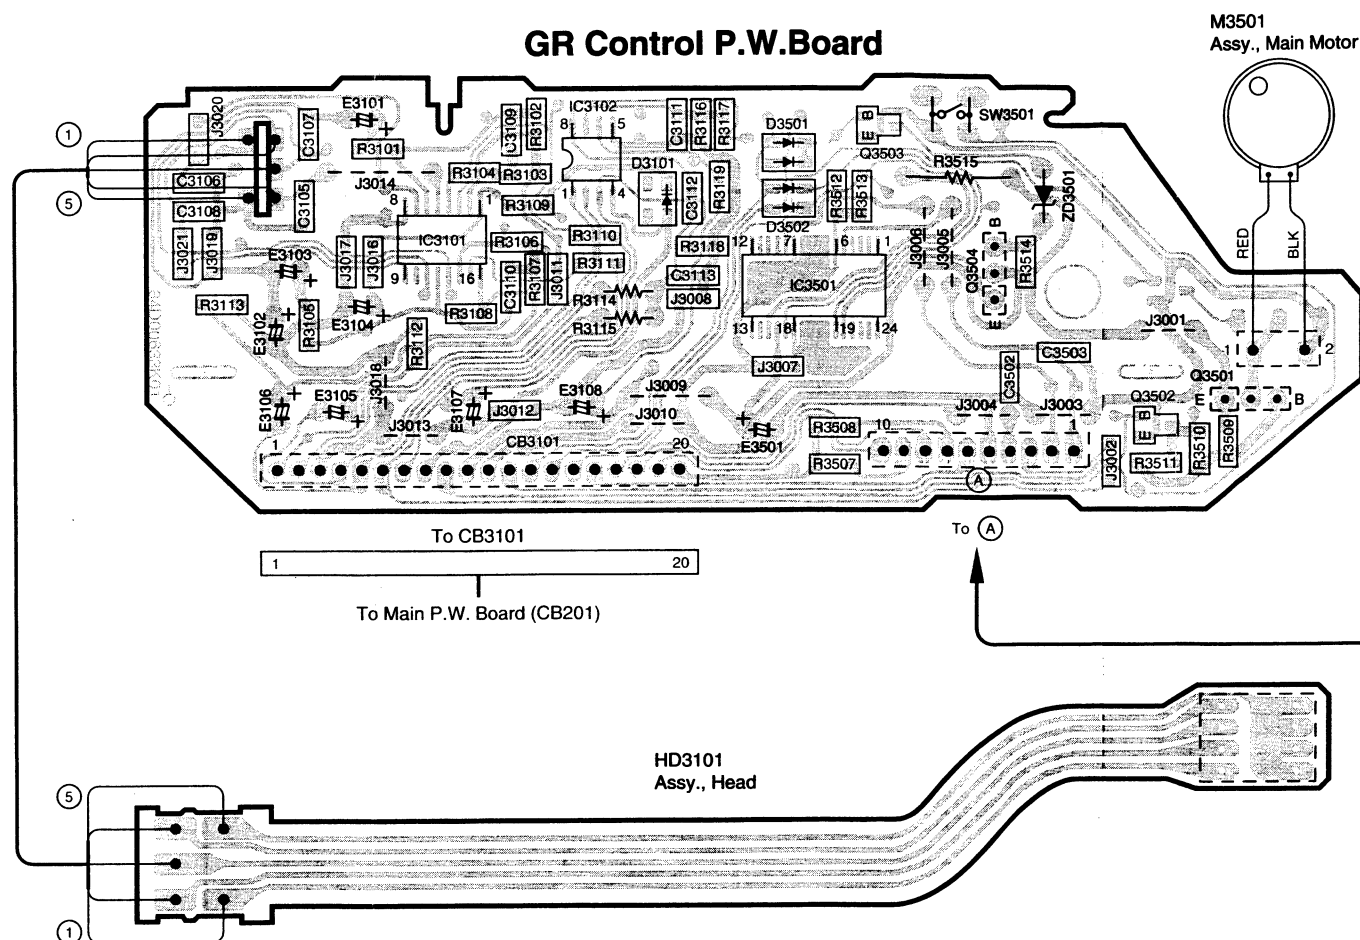 GR Control P.W.Board
M3501
Assy., Main Motor
RED
BLK
1
5
J3020
C3107
E3101
+
R3101
C3109
R3102
IC3102
8
5
1
4
C3111
R3116
R3117
D3501
E B
Q3503
SW3501
R3515
ZD3501
C3106
C3108
C3105
J3014
8
1
R3104
R3103
R3109
D3101
C3112
R3119
D3502
R3512
R3513
J3021
J3019
E3103
+
J3017
J3016
IC3101
9
16
R3106
R3110
R3111
R3118
C3113
J3008
12
7
6
1
IC3501
13
18
19
24
J3006
J3005
Q3504
B
E
R3514
R3113
E3102
+
R3105
E3104
+
R3112
R3108
C3110
R3107
J3011
R3114
R3115
J3007
C3502
C3503
J3001
1
2
E3106
+
E3105
+
J3018
J3013
E3107
+
J3012
E3108
+
J3009
J3010
E3501
+
R3508
R3507
J3004
J3003
10
1
Q3501
E
B
Q3502
E B
J3002
R3511
R3510
R3509
1
CB3101
20
A
To CB3101
1
20
To Main P.W. Board (CB201)
To A
HD3101
Assy., Head
5
1